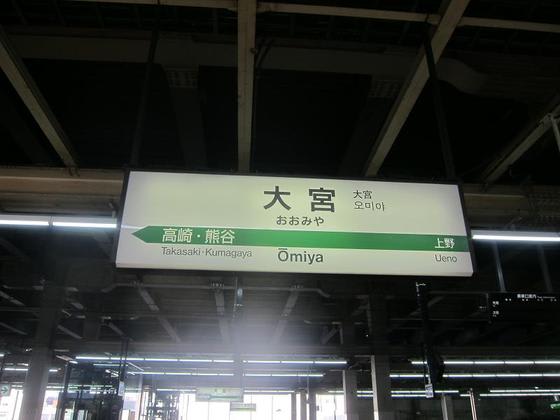 大宮
大宮
오미야
おおみや
高崎・熊谷
上野
Takasaki·Kumagaya
Ōmiya
Ueno